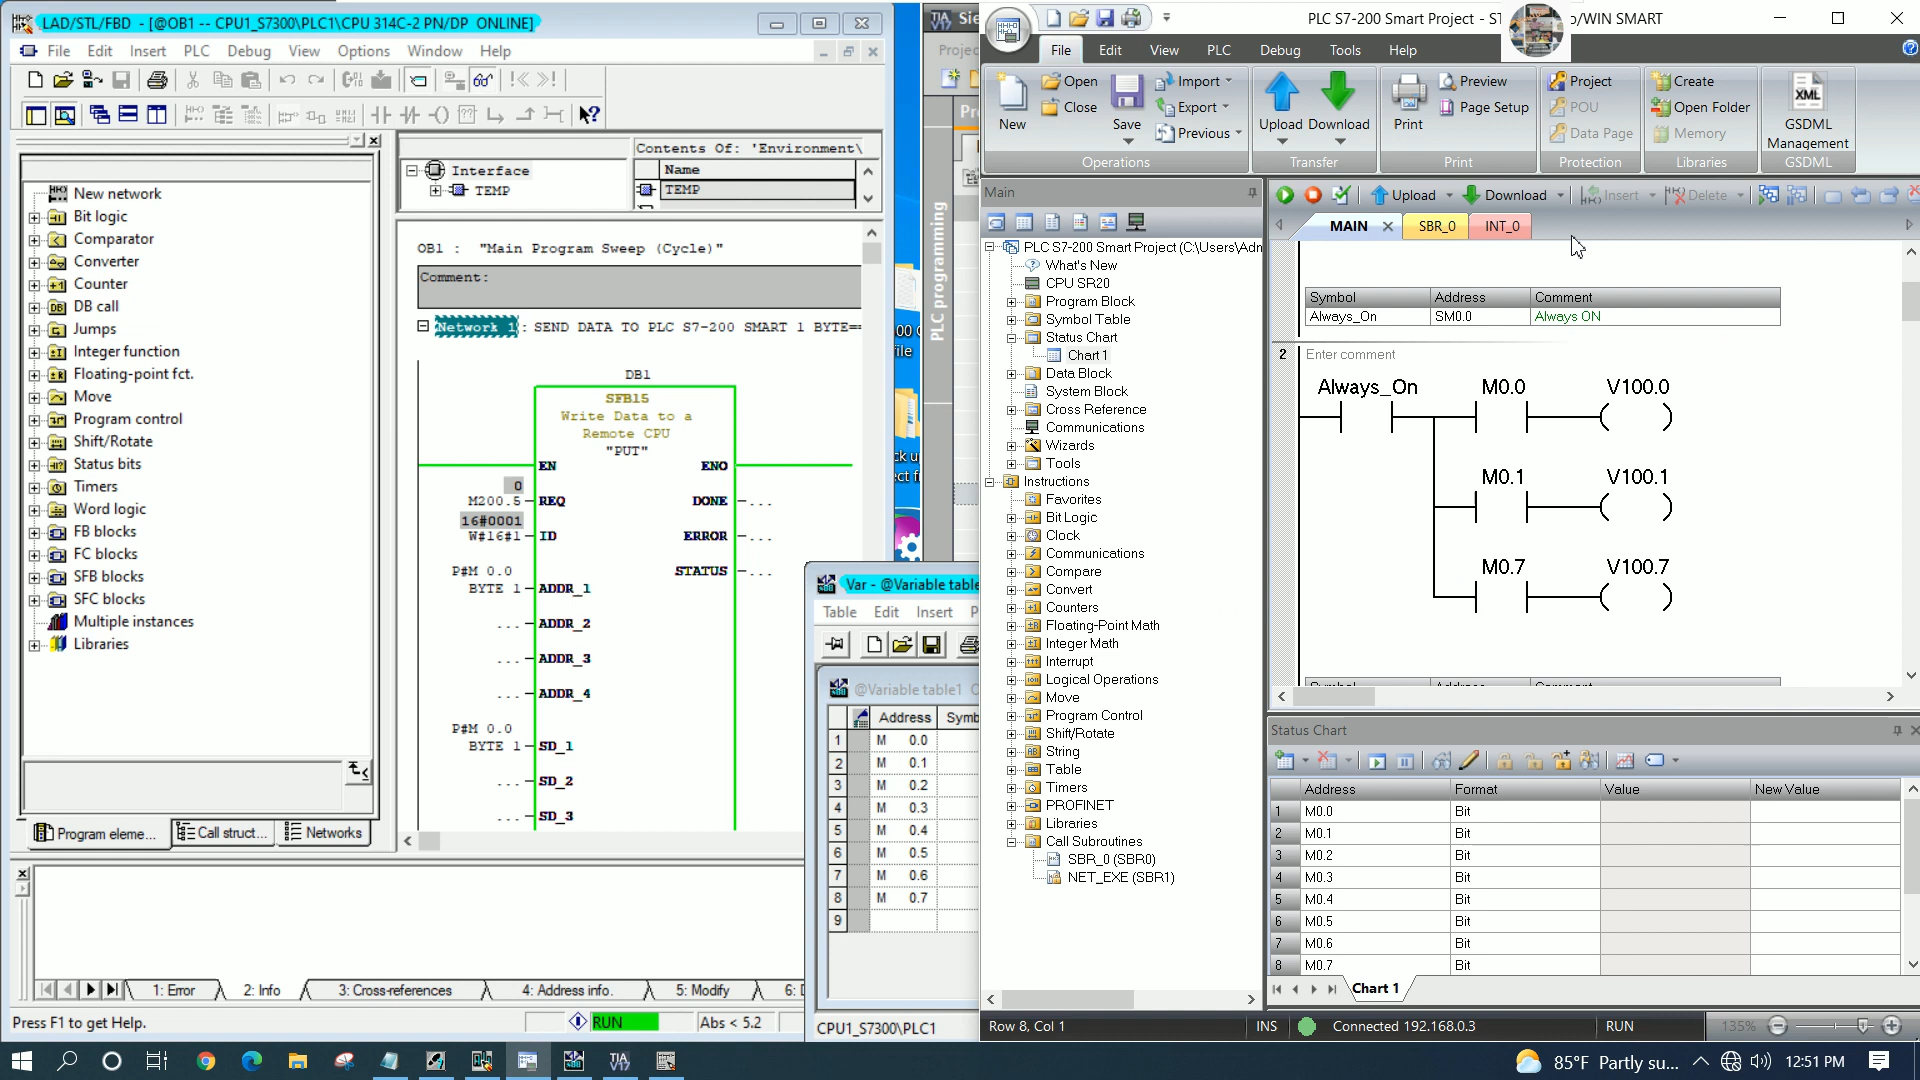 LAD/STL/FBD - [@OB1 -- CPU1_S7300\PLC1\CPU 314C-2 PN/DP ONLINE]
File Edit Insert PLC Debug View Options Window Help
New network
Bit logic
Comparator
Converter
Counter
DB call
Jumps
Integer function
Floating-point fct.
Move
Program control
Shift/Rotate
Status bits
Timers
Word logic
FB blocks
FC blocks
SFB blocks
SFC blocks
Multiple instances
Libraries
Program eleme...
Call struct...
Networks
Interface
TEMP
Contents Of: 'Environment\
Name
TEMP
OB1 : "Main Program Sweep (Cycle)"
Comment:
Network 1: SEND DATA TO PLC S7-200 SMART 1 BYTE==
DB1
SFB15
Write Data to a
Remote CPU
"PUT"
EN ENO
0
M200.5 REQ DONE ...
16#0001
W#16#1 ID ERROR ...
P#M 0.0 STATUS ...
BYTE 1 ADDR_1
... ADDR_2
... ADDR_3
... ADDR_4
P#M 0.0
BYTE 1 SD_1
... SD_2
... SD_3
1: Error 2: Info 3: Cross-references 4: Address info. 5: Modify 6:
Press F1 to get Help.
RUN
Abs < 5.2
Var - @Variable table
Table Edit Insert P
@Variable table1
Address Symb
1 M 0.0
2 M 0.1
3 M 0.2
4 M 0.3
5 M 0.4
6 M 0.5
7 M 0.6
8 M 0.7
9
CPU1_S7300\PLC1
TIA V17 Sie
Projec
PLC programming
PLC S7-200 Smart Project - ST o/WIN SMART
File Edit View PLC Debug Tools Help
New
Open
Close
Save
Import
Export
Previous
Operations
Upload Download
Transfer
Print
Preview
Page Setup
Print
Project
POU
Data Page
Protection
Create
Open Folder
Memory
Libraries
XML
GSDML
Management
GSDML
Main
PLC S7-200 Smart Project (C:\Users\Adn
What's New
CPU SR20
Program Block
Symbol Table
Status Chart
Chart 1
Data Block
System Block
Cross Reference
Communications
Wizards
Tools
Instructions
Favorites
Bit Logic
Clock
Communications
Compare
Convert
Counters
Floating-Point Math
Integer Math
Interrupt
Logical Operations
Move
Program Control
Shift/Rotate
String
Table
Timers
PROFINET
Libraries
Call Subroutines
SBR_0 (SBR0)
NET_EXE (SBR1)
Upload Download Insert Delete
MAIN SBR_0 INT_0
Symbol Address Comment
Always_On SM0.0 Always ON
2 Enter comment
Always_On M0.0 V100.0
M0.1 V100.1
M0.7 V100.7
Status Chart
Address Format Value New Value
1 M0.0 Bit
2 M0.1 Bit
3 M0.2 Bit
4 M0.3 Bit
5 M0.4 Bit
6 M0.5 Bit
7 M0.6 Bit
8 M0.7 Bit
Chart 1
Row 8, Col 1 INS Connected 192.168.0.3 RUN 135%
TIA V17
85°F Partly su... 12:51 PM